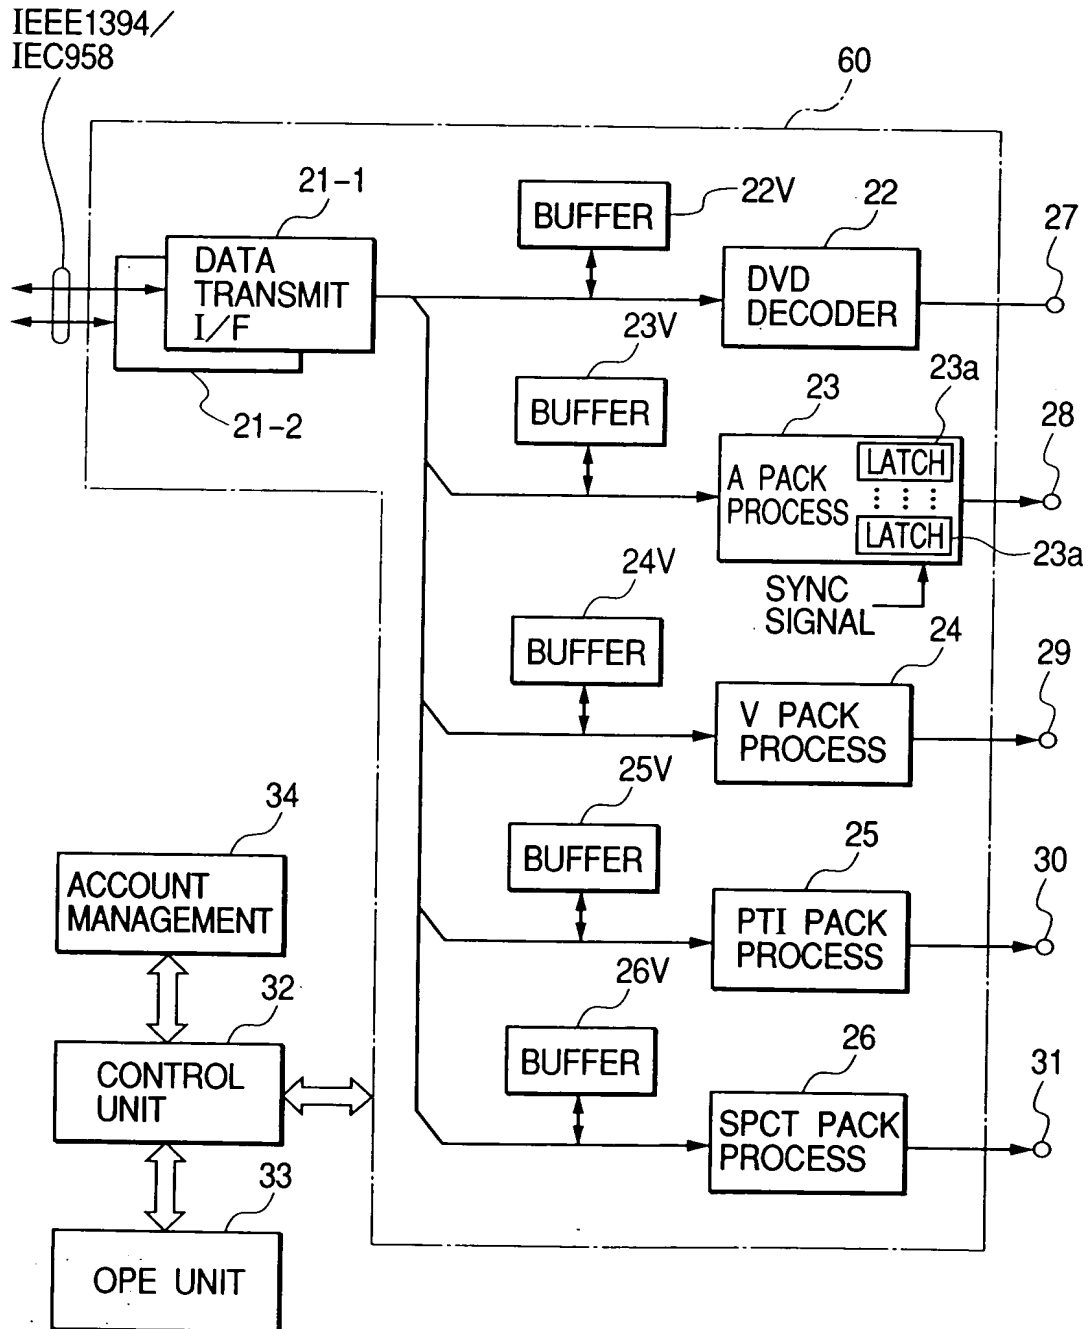 IEEE1394/
IEC958
60
21-1
DATA
TRANSMIT
I/F
21-2
BUFFER
22V
22
DVD
DECODER
27
23V
BUFFER
23
23a
A PACK
PROCESS
LATCH
LATCH
23a
28
SYNC
SIGNAL
24V
BUFFER
24
V PACK
PROCESS
29
25V
BUFFER
25
PTI PACK
PROCESS
30
26V
BUFFER
26
SPCT PACK
PROCESS
31
34
ACCOUNT
MANAGEMENT
32
CONTROL
UNIT
33
OPE UNIT